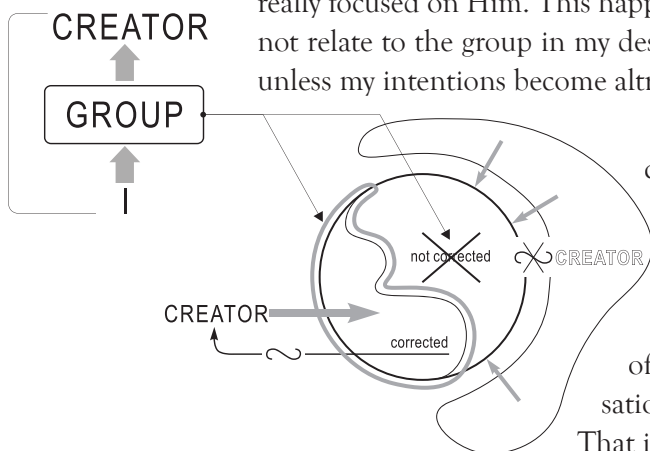 really focused on Him. This happ
not relate to the group in my des
unless my intentions become altr
CREATOR
GROUP
I
not corrected
CREATOR
CREATOR
corrected
of
satio
That i